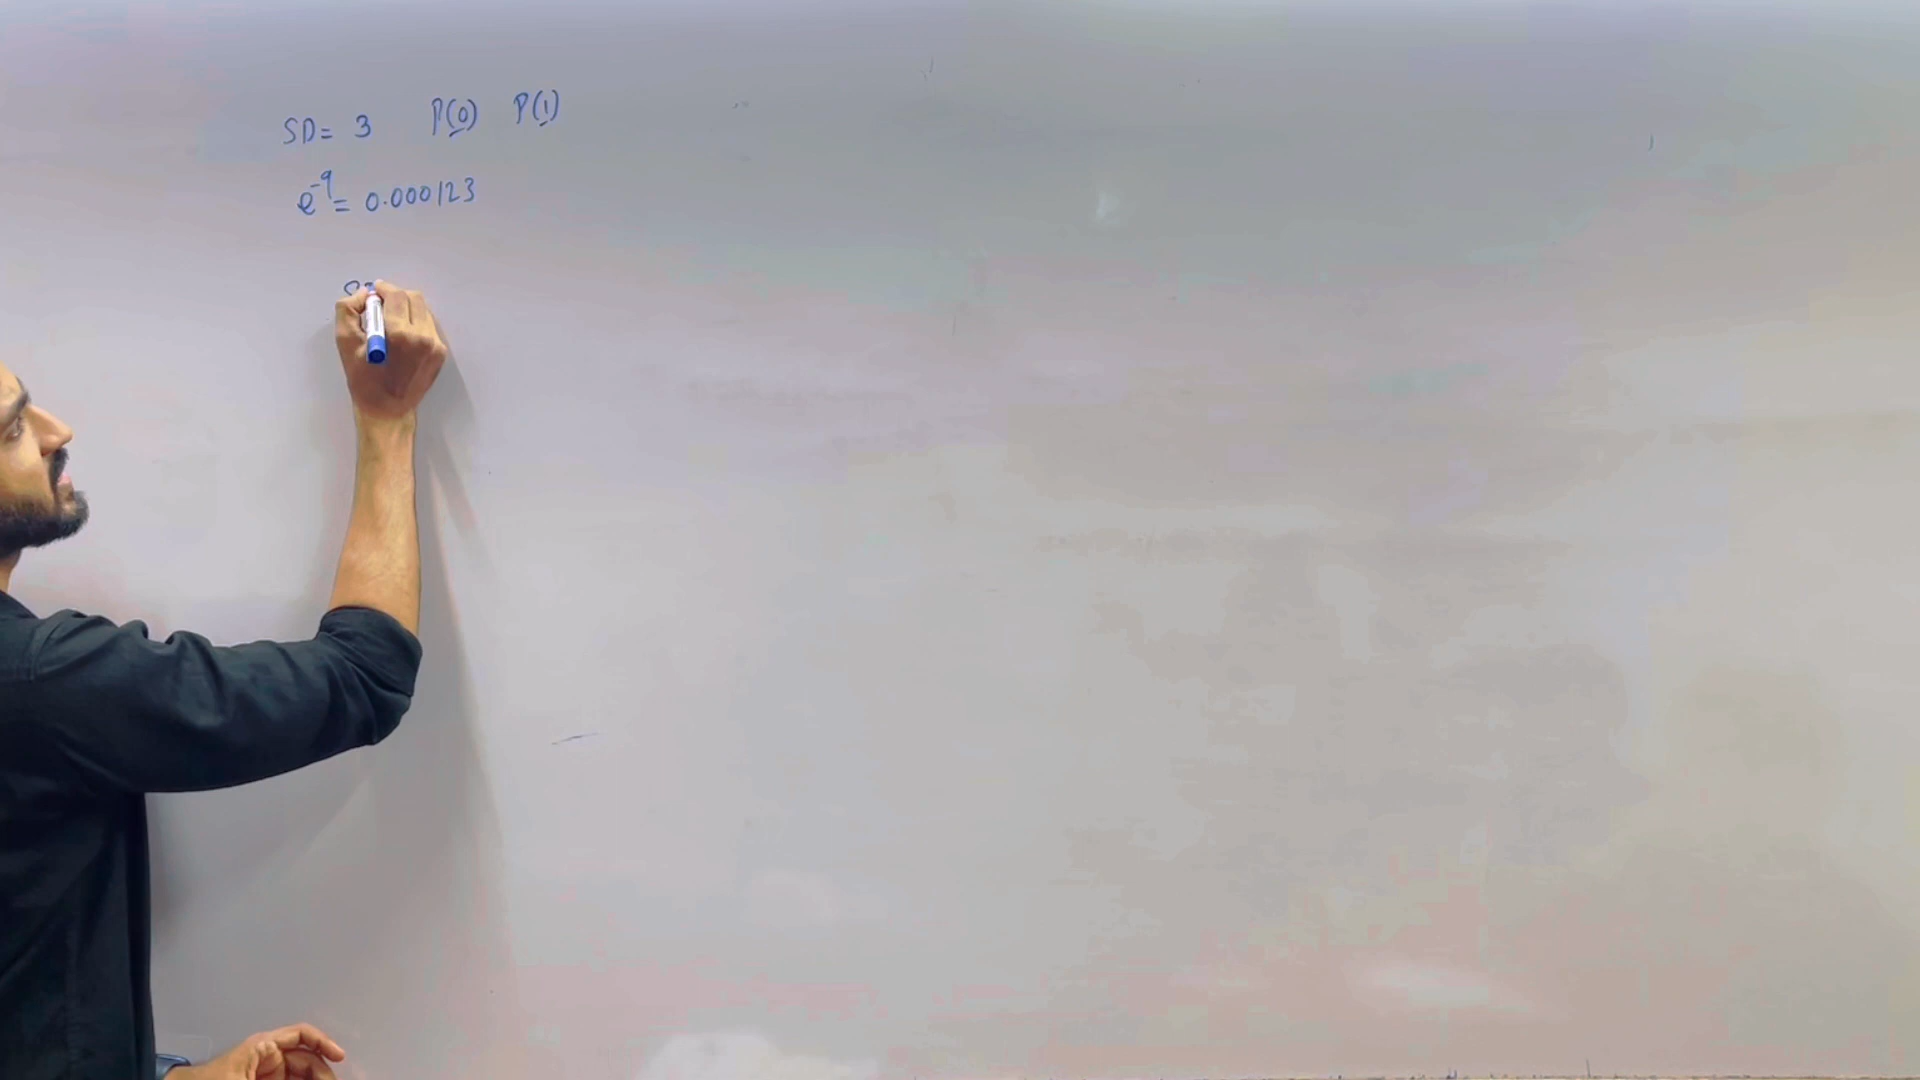 SD= 3 P(0) P(1)
e⁻⁹= 0.000123